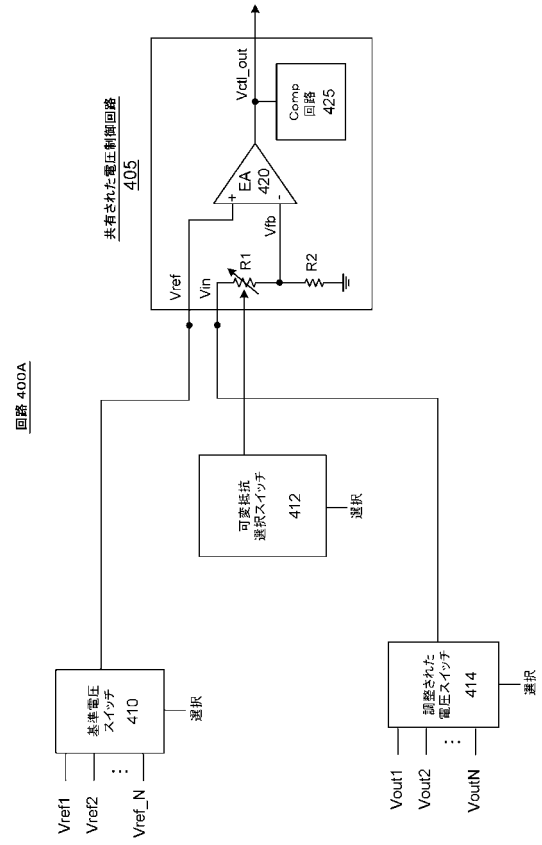 回路 400A
Vref1
Vref2
⋮
Vref_N
基準電圧
スイッチ
410
選択
可変抵抗
選択スイッチ
412
選択
Vout1
Vout2
⋮
VoutN
調整された
電圧スイッチ
414
選択
共有された電圧制御回路
405
Vref
Vin
R1
Vfb
R2
+
-
EA
420
Vctl_out
Comp
回路
425